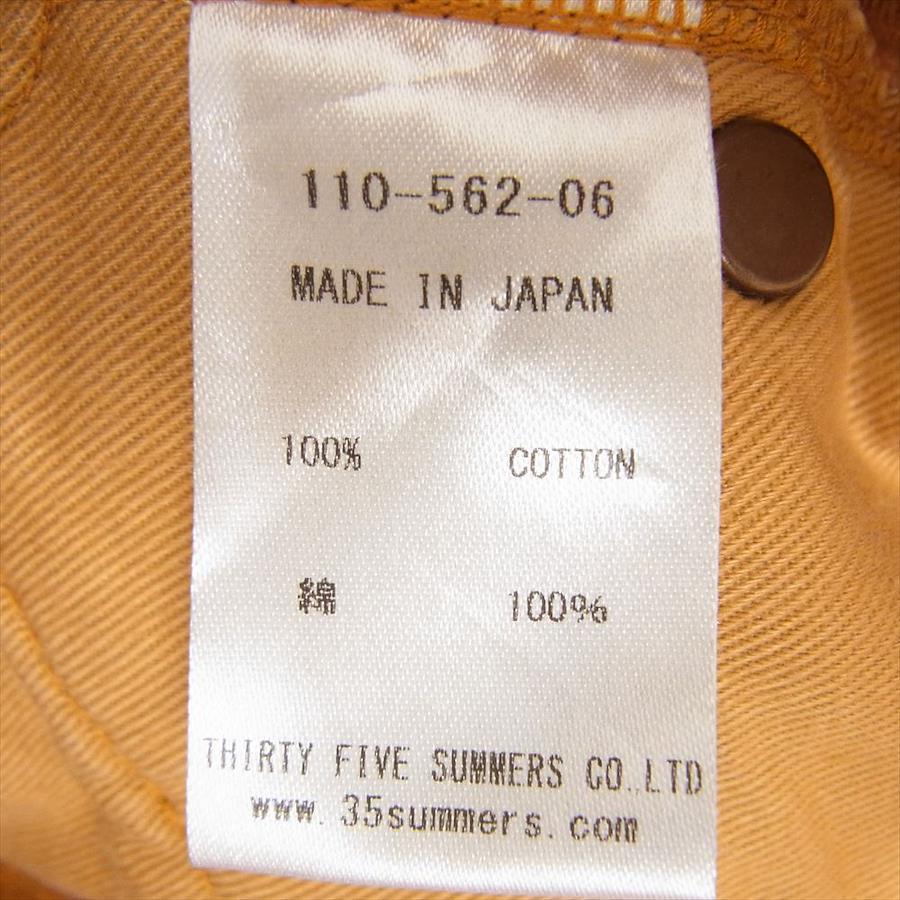 110-562-06
MADE IN JAPAN
100% COTTON
綿 100%
THIRTY FIVE SUMMERS CO.,LTD
www.35summers.com